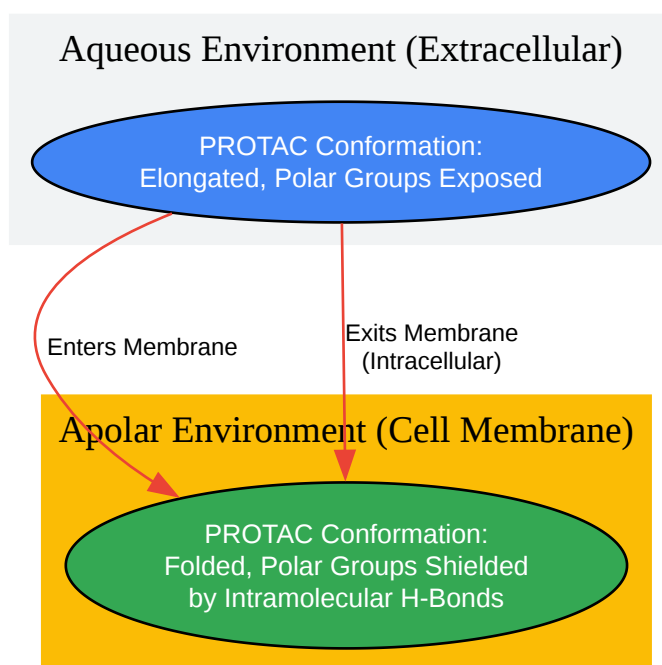 Aqueous Environment (Extracellular)
PROTAC Conformation:
Elongated, Polar Groups Exposed
Enters Membrane
Exits Membrane
(Intracellular)
Apolar Environment (Cell Membrane)
PROTAC Conformation:
Folded, Polar Groups Shielded
by Intramolecular H-Bonds